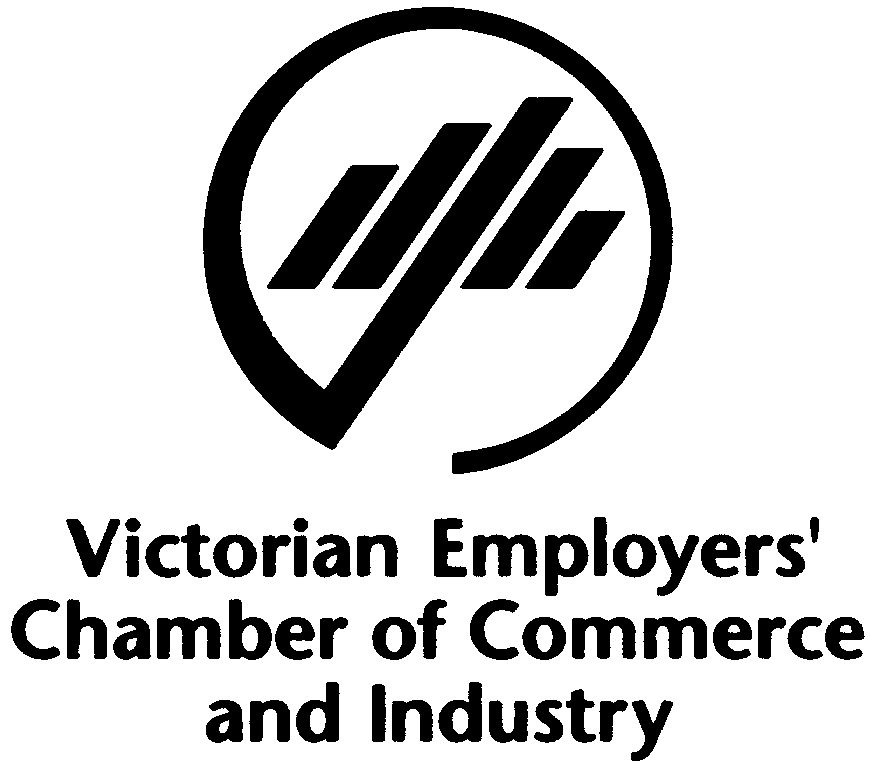 Victorian Employers'
Chamber of Commerce
and Industry